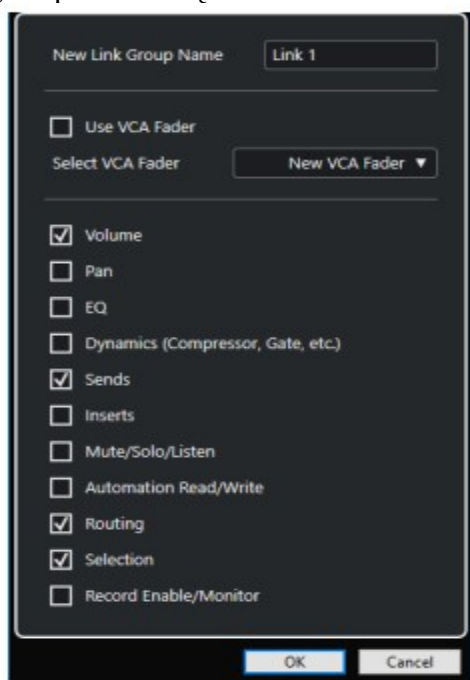 New Link Group Name Link 1
Use VCA Fader
Select VCA Fader New VCA Fader
Volume
Pan
EQ
Dynamics (Compressor, Gate, etc.)
Sends
Inserts
Mute/Solo/Listen
Automation Read/Write
Routing
Selection
Record Enable/Monitor
OK Cancel